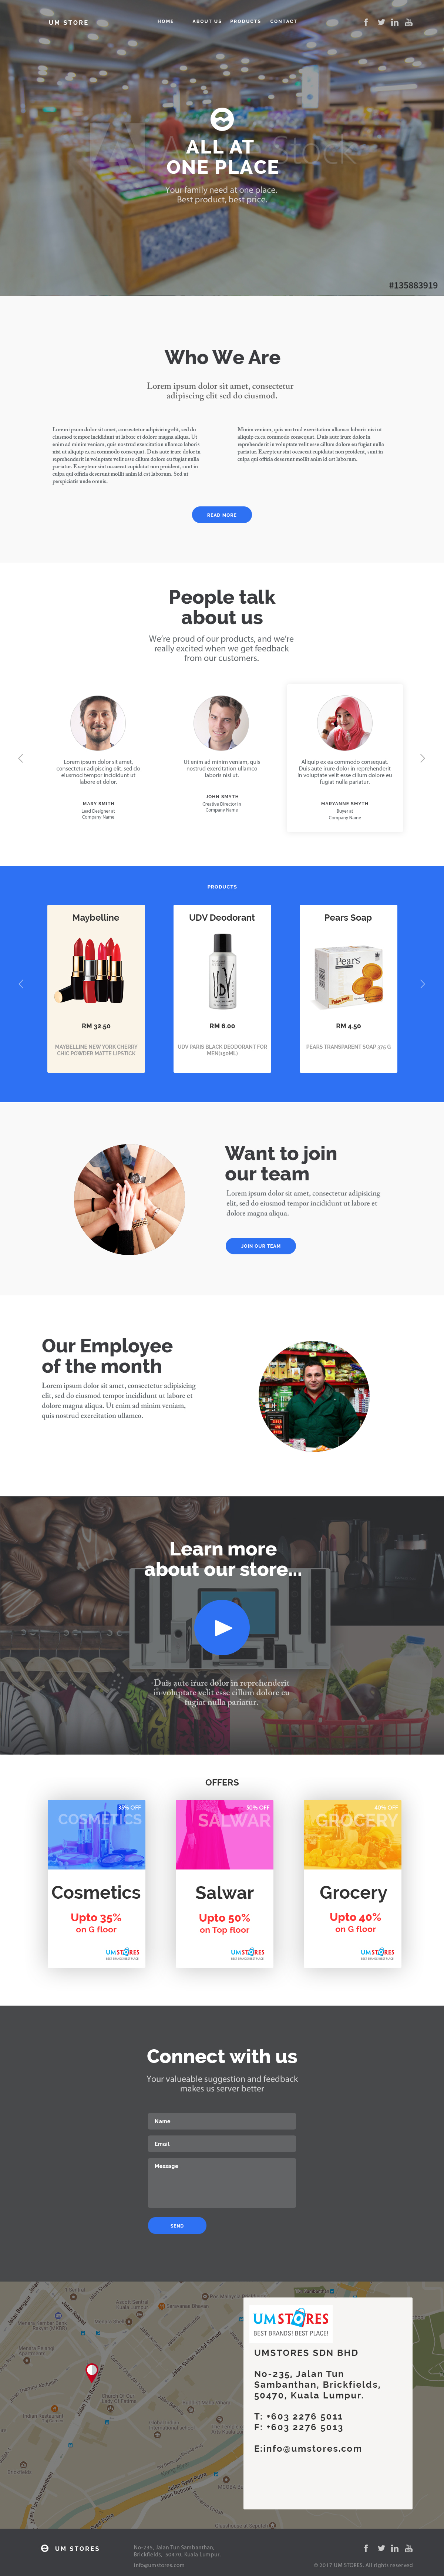 UM STORE
HOME
ABOUT US
PRODUCTS
CONTACT
ALL AT
ONE PLACE
Your family need at one place.
Best product, best price.
#135883919
Who We Are
Lorem ipsum dolor sit amet, consectetur
adipiscing elit sed do eiusmod.
Lorem ipsum dolor sit amet, consectetur adipisicing elit, sed do
eiusmod tempor incididunt ut labore et dolore magna aliqua. Ut
enim ad minim veniam, quis nostrud exercitation ullamco laboris
nisi ut aliquip ex ea commodo consequat. Duis aute irure dolor in
reprehenderit in voluptate velit esse cillum dolore eu fugiat nulla
pariatur. Excepteur sint occaecat cupidatat non proident, sunt in
culpa qui officia deserunt mollit anim id est laborum. Sed ut
perspiciatis unde omnis.
Minim veniam, quis nostrud exercitation ullamco laboris nisi ut
aliquip ex ea commodo consequat. Duis aute irure dolor in
reprehenderit in voluptate velit esse cillum dolore eu fugiat nulla
pariatur. Excepteur sint occaecat cupidatat non proident, sunt in
culpa qui officia deserunt mollit anim id est laborum.
READ MORE
People talk
about us
We're proud of our products, and we're
really excited when we get feedback
from our customers.
Lorem ipsum dolor sit amet,
consectetur adipisicing elit, sed do
eiusmod tempor incididunt ut
labore et dolor.
MARY SMITH
Lead Designer at
Company Name
Ut enim ad minim veniam, quis
nostrud exercitation ullamco
laboris nisi ut.
JOHN SMYTH
Creative Director in
Company Name
Aliquip ex ea commodo consequat.
Duis aute irure dolor in reprehenderit
in voluptate velit esse cillum dolore eu
fugiat nulla pariatur.
MARYANNE SMYTH
Buyer at
Company Name
PRODUCTS
Maybelline
RM 32.50
MAYBELLINE NEW YORK CHERRY
CHIC POWDER MATTE LIPSTICK
UDV Deodorant
UDV
RM 6.00
UDV PARIS BLACK DEODORANT FOR
MEN(150ML)
Pears Soap
Pears
RM 4.50
PEARS TRANSPARENT SOAP 375 G
Want to join
our team
Lorem ipsum dolor sit amet, consectetur adipisicing
elit, sed do eiusmod tempor incididunt ut labore et
dolore magna aliqua.
JOIN OUR TEAM
Our Employee
of the month
Lorem ipsum dolor sit amet, consectetur adipisicing
elit, sed do eiusmod tempor incididunt ut labore et
dolore magna aliqua. Ut enim ad minim veniam,
quis nostrud exercitation ullamco.
Learn more
about our store...
Duis aute irure dolor in reprehenderit
in voluptate velit esse cillum dolore eu
fugiat nulla pariatur.
OFFERS
35% OFF
COSMETICS
Cosmetics
Upto 35%
on G floor
UMSTORES
BEST BRANDS! BEST PLACE!
50% OFF
SALWAR
Salwar
Upto 50%
on Top floor
UMSTORES
BEST BRANDS! BEST PLACE!
40% OFF
GROCERY
Grocery
Upto 40%
on G floor
UMSTORES
BEST BRANDS! BEST PLACE!
Connect with us
Your valueable suggestion and feedback
makes us server better
Name
Email
Message
SEND
UMSTORES
BEST BRANDS! BEST PLACE!
UMSTORES SDN BHD
No-235, Jalan Tun
Sambanthan, Brickfields,
50470, Kuala Lumpur.
T: +603 2276 5011
F: +603 2276 5013
E:info@umstores.com
UM STORES
No-235, Jalan Tun Sambanthan,
Brickfields, 50470, Kuala Lumpur.
info@umstores.com
© 2017 UM STORES. All rights reserved